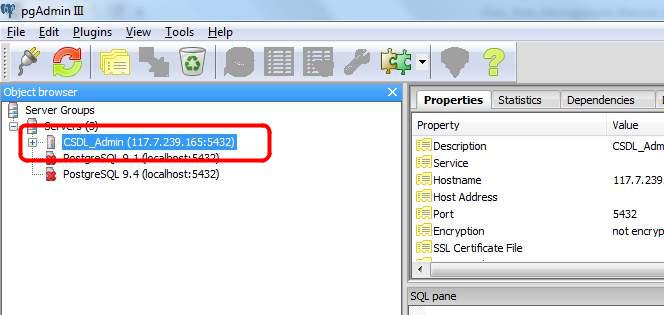 pgAdmin III
File Edit Plugins View Tools Help
SQL
Object browser
Server Groups
Servers (3)
CSDL_Admin (117.7.239.165:5432)
PostgreSQL 9.1 (localhost:5432)
PostgreSQL 9.4 (localhost:5432)
Properties Statistics Dependencies Dependents
Property Value
Description CSDL_Adm
Service
Hostname 117.7.239
Host Address
Port 5432
Encryption not encryp
SSL Certificate File
SQL pane